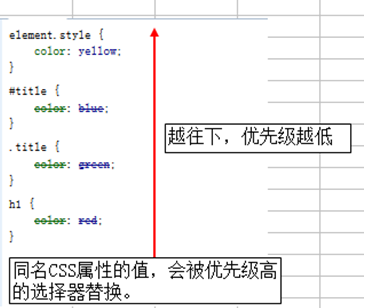 element.style {
color: yellow;
}
#title {
color: blue;
}
.title {
color: green;
}
h1 {
color: red;
}
越往下，优先级越低
同名CSS属性的值，会被优先级高
的选择器替换。